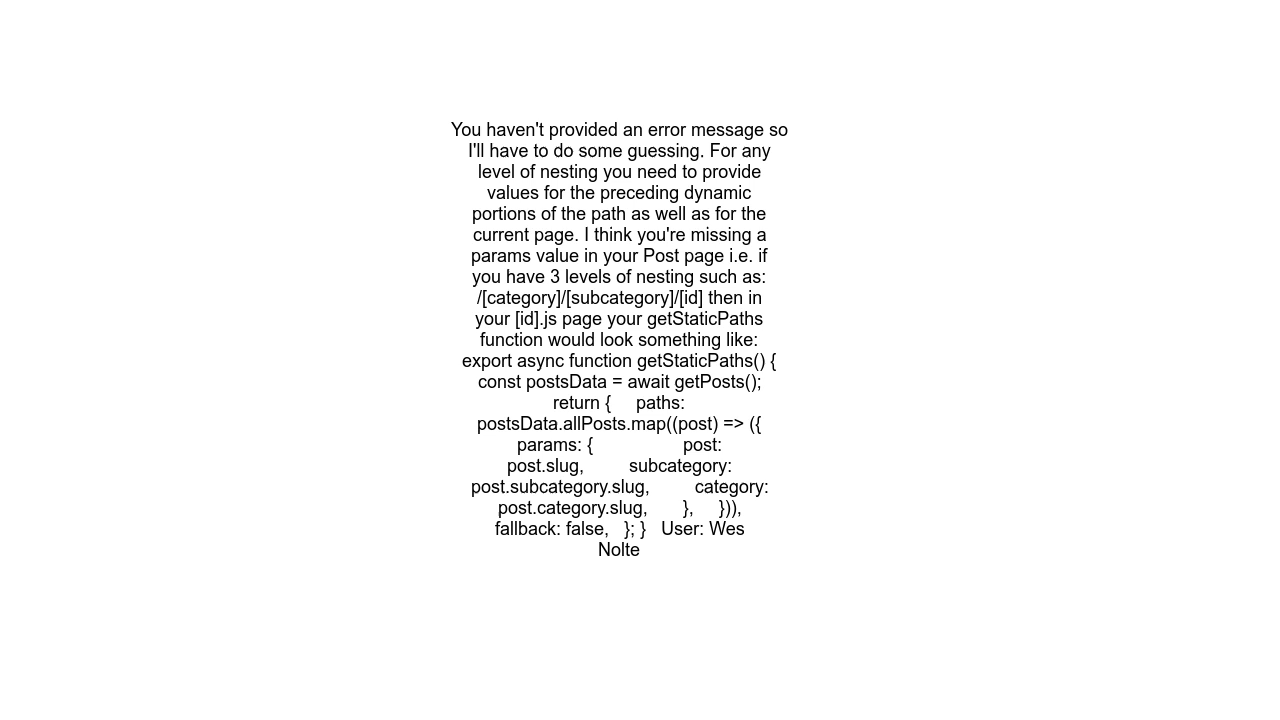 You haven't provided an error message so
I'll have to do some guessing. For any
level of nesting you need to provide
values for the preceding dynamic
portions of the path as well as for the
current page. I think you're missing a
params value in your Post page i.e. if
you have 3 levels of nesting such as:
/[category]/[subcategory]/[id] then in
your [id].js page your getStaticPaths
function would look something like:
export async function getStaticPaths() {
const postsData = await getPosts();
return {     paths:
postsData.allPosts.map((post) => ({
params: {                  post:
post.slug,         subcategory:
post.subcategory.slug,         category:
post.category.slug,       },     })),
fallback: false,   }; }   User: Wes
Nolte